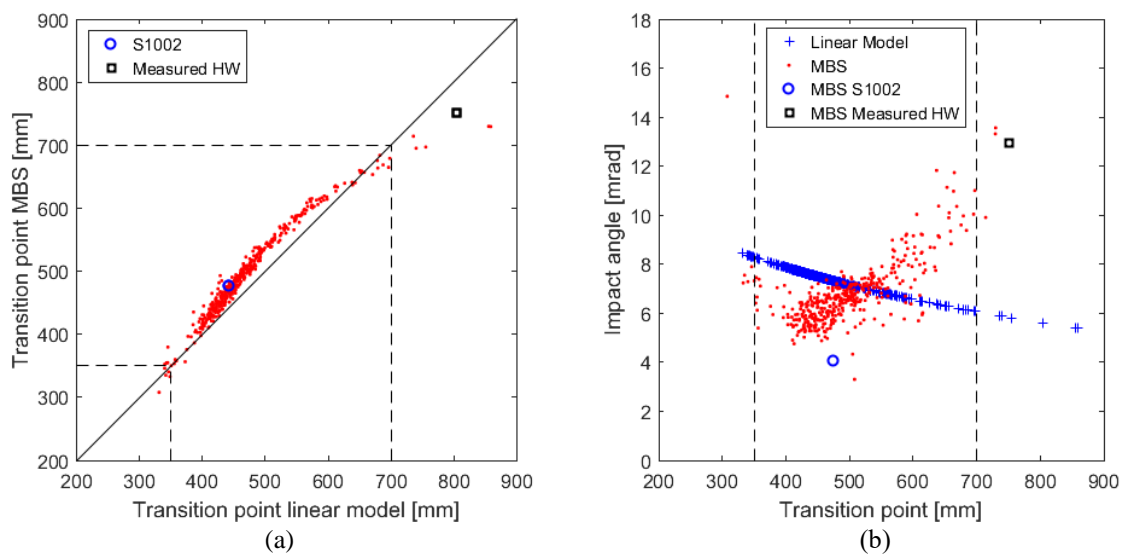 900
800
700
600
500
400
300
200
Transition point MBS [mm]
S1002
Measured HW
200 300 400 500 600 700 800 900
Transition point linear model [mm]
(a)
18
16
14
12
10
8
6
4
2
0
Impact angle [mrad]
Linear Model
MBS
MBS S1002
MBS Measured HW
200 300 400 500 600 700 800 900
Transition point [mm]
(b)